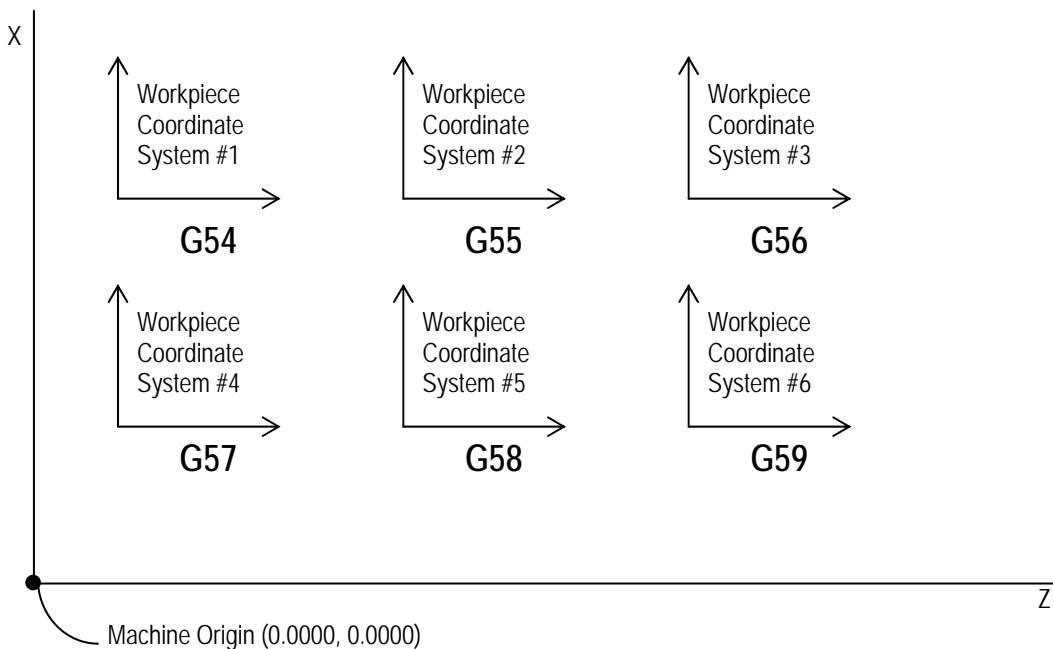 X
Workpiece
Coordinate
System #1
G54
Workpiece
Coordinate
System #2
G55
Workpiece
Coordinate
System #3
G56
Workpiece
Coordinate
System #4
G57
Workpiece
Coordinate
System #5
G58
Workpiece
Coordinate
System #6
G59
Z
Machine Origin (0.0000, 0.0000)